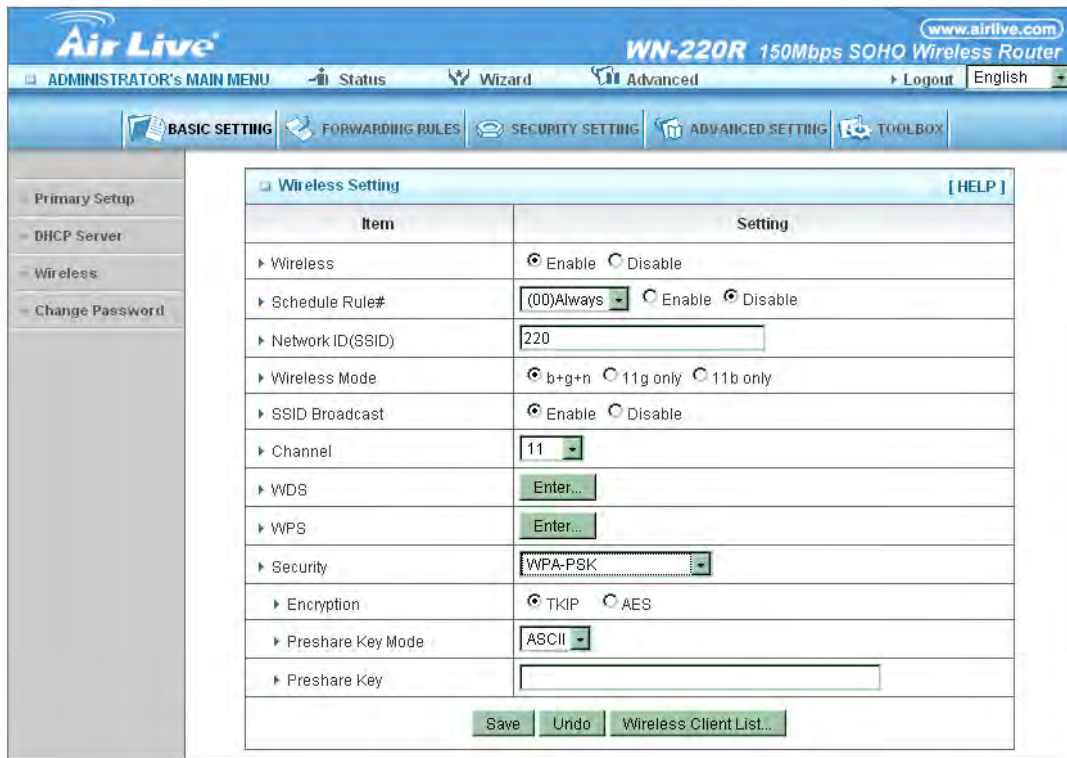 Air Live®
www.airlive.com
WN-220R 150Mbps SOHO Wireless Router
ADMINISTRATOR's MAIN MENU Status Wizard Advanced Logout English
BASIC SETTING FORWARDING RULES SECURITY SETTING ADVANCED SETTING TOOLBOX
Primary Setup
DHCP Server
Wireless
Change Password
Wireless Setting [ HELP ]
Item Setting
Wireless Enable Disable
Schedule Rule# (00)Always Enable Disable
Network ID(SSID) 220
Wireless Mode b+g+n 11g only 11b only
SSID Broadcast Enable Disable
Channel 11
WDS Enter...
WPS Enter...
Security WPA-PSK
Encryption TKIP AES
Preshare Key Mode ASCII
Preshare Key
Save Undo Wireless Client List...